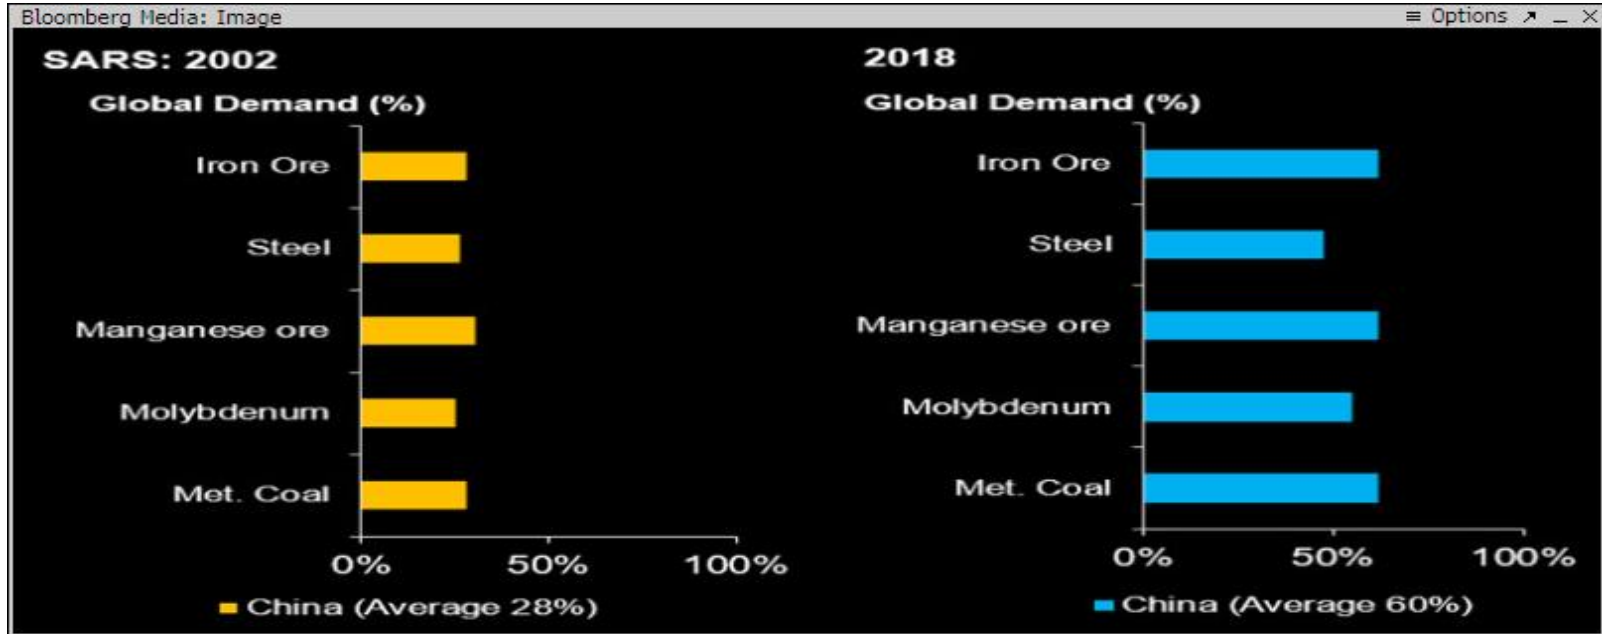 Bloomberg Media: Image
≡ Options ↗ _ ×
SARS: 2002
Global Demand (%)
Iron Ore
Steel
Manganese ore
Molybdenum
Met. Coal
0% 50% 100%
China (Average 28%)
2018
Global Demand (%)
Iron Ore
Steel
Manganese ore
Molybdenum
Met. Coal
0% 50% 100%
China (Average 60%)